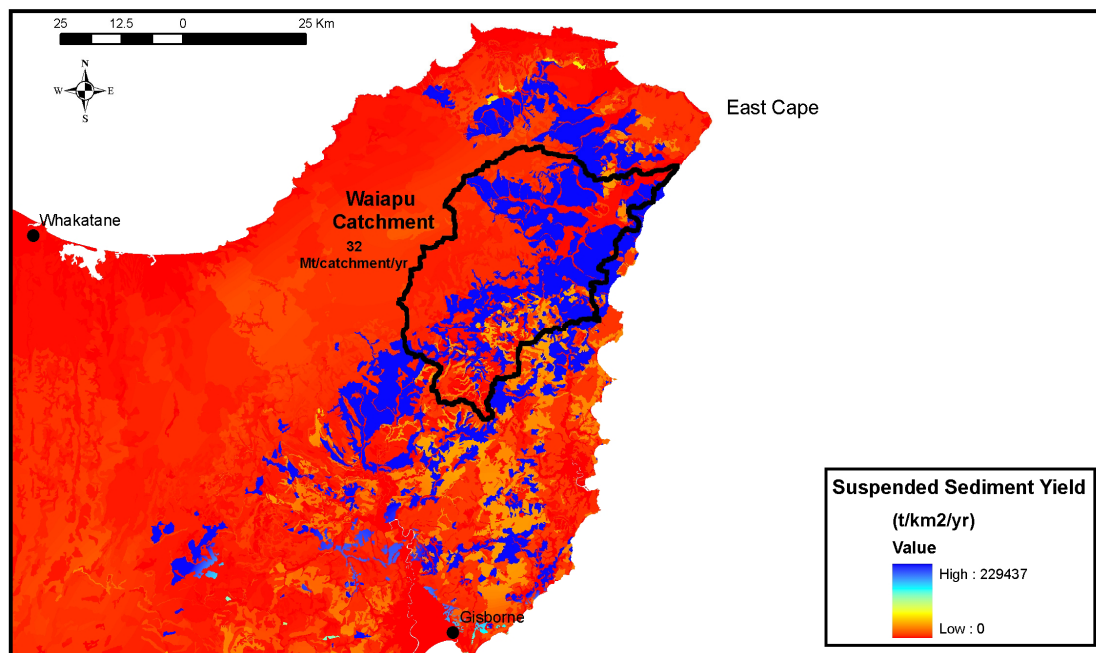 25 12.5 0 25 Km
N
W E
S
East Cape
Waiapu
Catchment
32
Mt/catchment/yr
Whakatane
Gisborne
Suspended Sediment Yield
(t/km2/yr)
Value
High : 229437
Low : 0